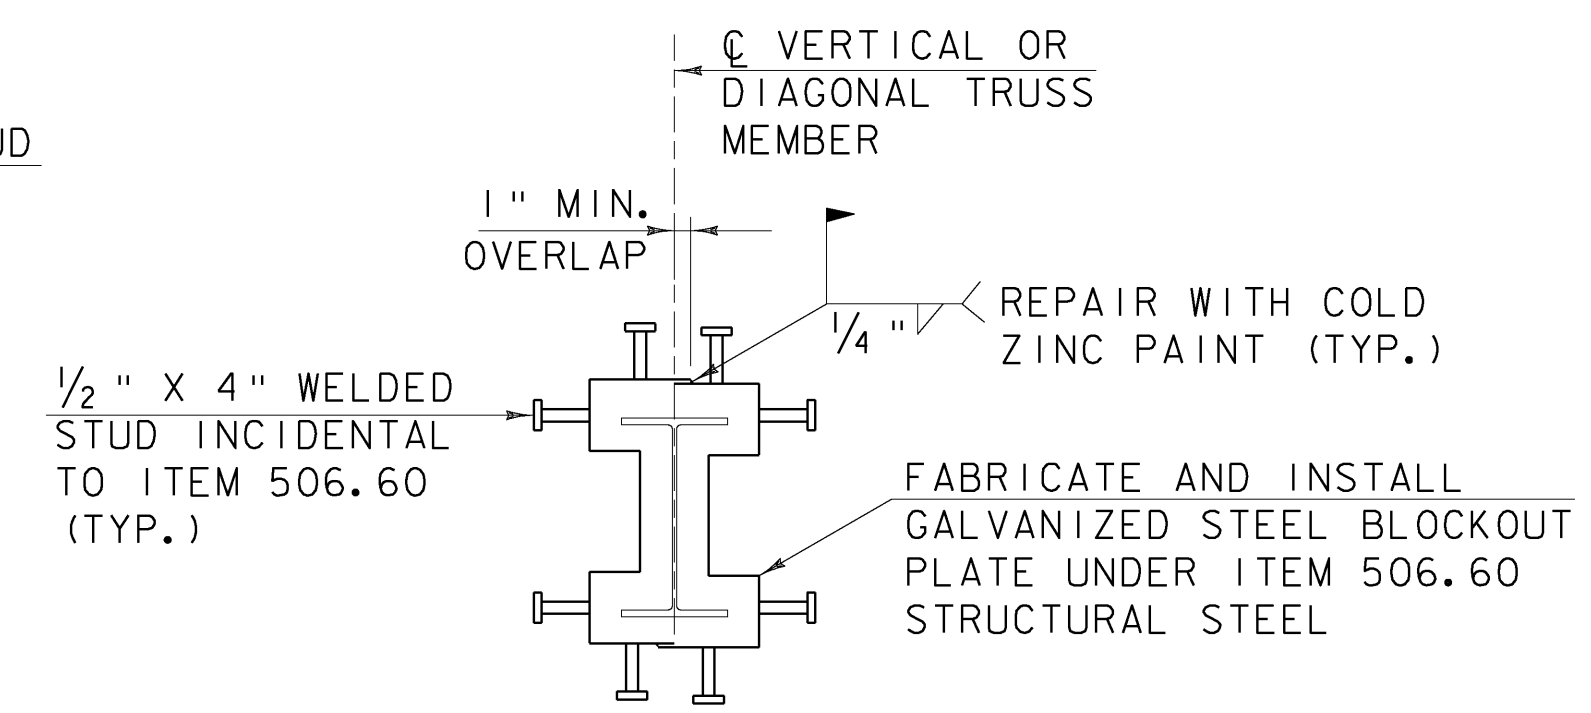 ℄ VERTICAL OR
DIAGONAL TRUSS
MEMBER
UD
1" MIN.
OVERLAP
1/4"
REPAIR WITH COLD
ZINC PAINT (TYP.)
1/2" X 4" WELDED
STUD INCIDENTAL
TO ITEM 506.60
(TYP.)
FABRICATE AND INSTALL
GALVANIZED STEEL BLOCKOUT
PLATE UNDER ITEM 506.60
STRUCTURAL STEEL